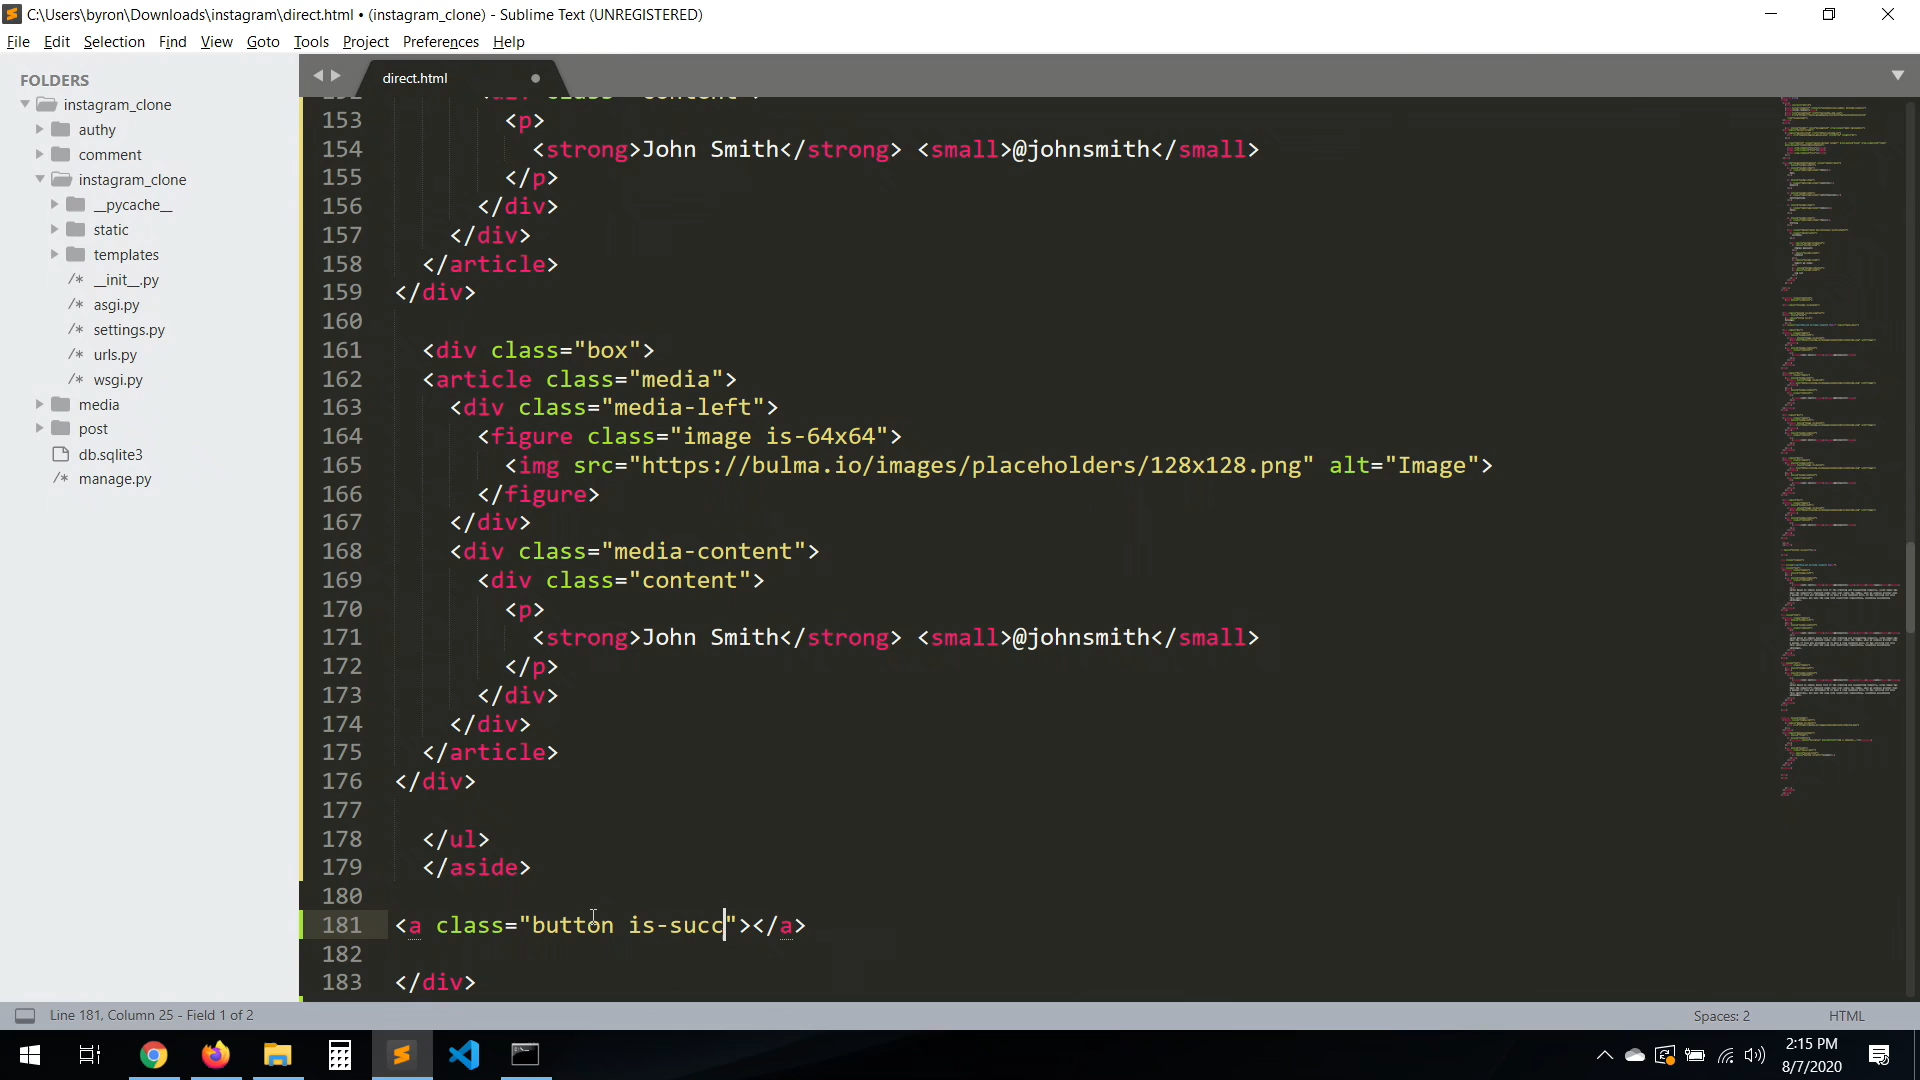 C:\Users\byron\Downloads\instagram\direct.html • (instagram_clone) - Sublime Text (UNREGISTERED)
File Edit Selection Find View Goto Tools Project Preferences Help
FOLDERS
instagram_clone
authy
comment
instagram_clone
__pycache__
static
templates
/* __init__.py
/* asgi.py
/* settings.py
/* urls.py
/* wsgi.py
media
post
db.sqlite3
/* manage.py
direct.html
153 <p>
154 <strong>John Smith</strong> <small>@johnsmith</small>
155 </p>
156 </div>
157 </div>
158 </article>
159 </div>
160
161 <div class="box">
162 <article class="media">
163 <div class="media-left">
164 <figure class="image is-64x64">
165 <img src="https://bulma.io/images/placeholders/128x128.png" alt="Image">
166 </figure>
167 </div>
168 <div class="media-content">
169 <div class="content">
170 <p>
171 <strong>John Smith</strong> <small>@johnsmith</small>
172 </p>
173 </div>
174 </div>
175 </article>
176 </div>
177
178 </ul>
179 </aside>
180
181 <a class="button is-succ"></a>
182
183 </div>
Line 181, Column 25 - Field 1 of 2
Spaces: 2
HTML
2:15 PM
8/7/2020